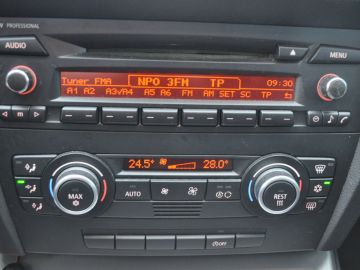 PROFESSIONAL
AUDIO
MENU
Tuner FMA NPO 3FM TP 09:30
A1 A2 A3√A4 A5 A6 FM AM SET SC TP
m
24.5° 28.0°
MAX
AUTO
REST
OFF